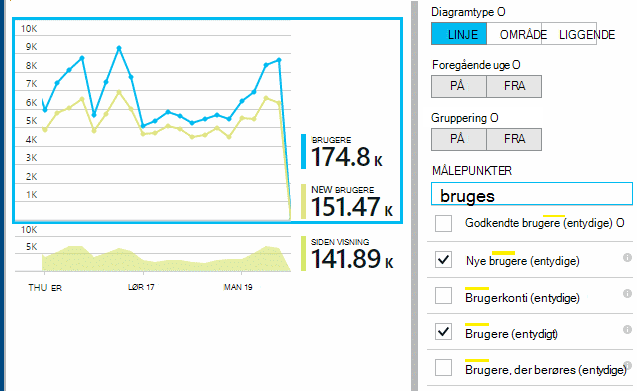 10K
9K
8K
7K
6K
5K
4K
3K
2K
1K
BRUGERE
174.8 K
NEW BRUGERE
151.47 K
10K
5K
SIDEN VISNING
141.89 K
THU ER LØR 17 MAN 19
Diagramtype O
LINJE OMRÅDE LIGGENDE
Foregående uge O
PÅ FRA
Gruppering O
PÅ FRA
MÅLEPUNKTER
bruges
Godkendte brugere (entydige) O
Nye brugere (entydige)
Brugerkonti (entydige)
Brugere (entydigt)
Brugere, der berøres (entydige)